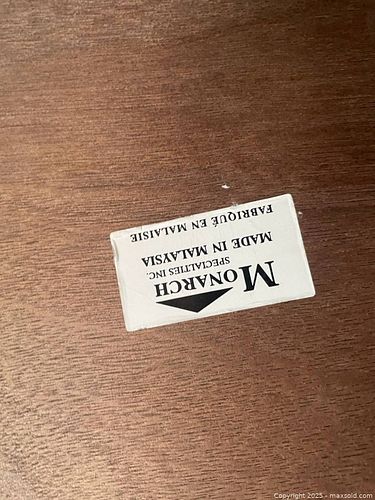 MONARCH
SPECIALTIES INC.
MADE IN MALAYSIA
FABRIQUÉ EN MALAISIE
Copyright 2025 - maxsold.com